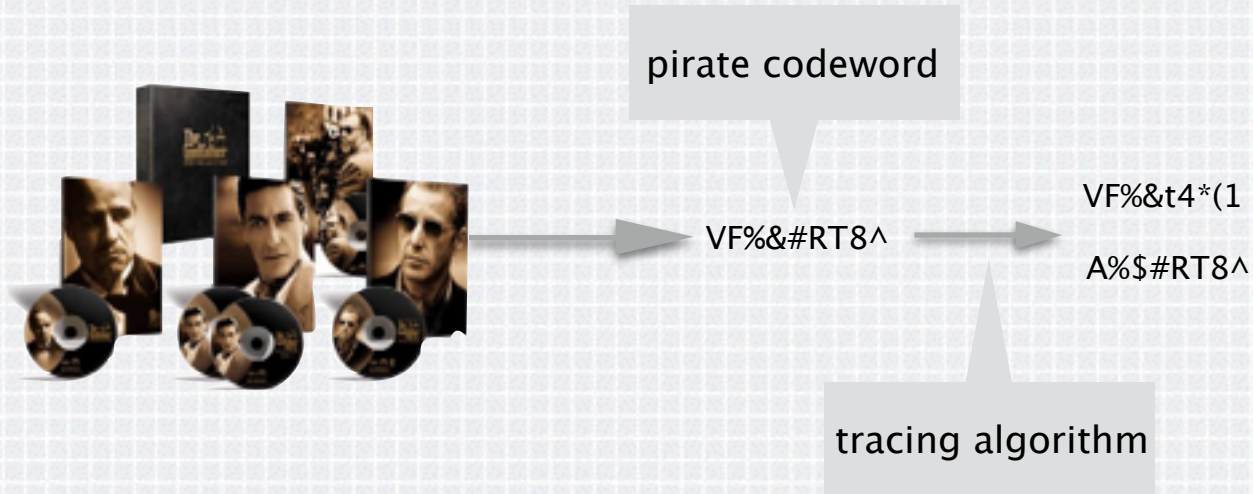 pirate codeword
VF%&#RT8^
VF%&t4*(1
A%$#RT8^
tracing algorithm